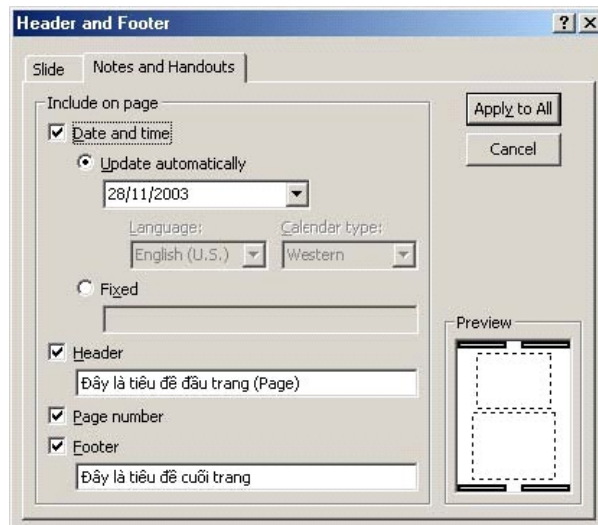 Header and Footer
Slide
Notes and Handouts
Include on page
Date and time
Update automatically
28/11/2003
Language:
Calendar type:
English (U.S.)
Western
Fixed
Header
Đây là tiêu đề đầu trang (Page)
Page number
Footer
Đây là tiêu đề cuối trang
Apply to All
Cancel
Preview